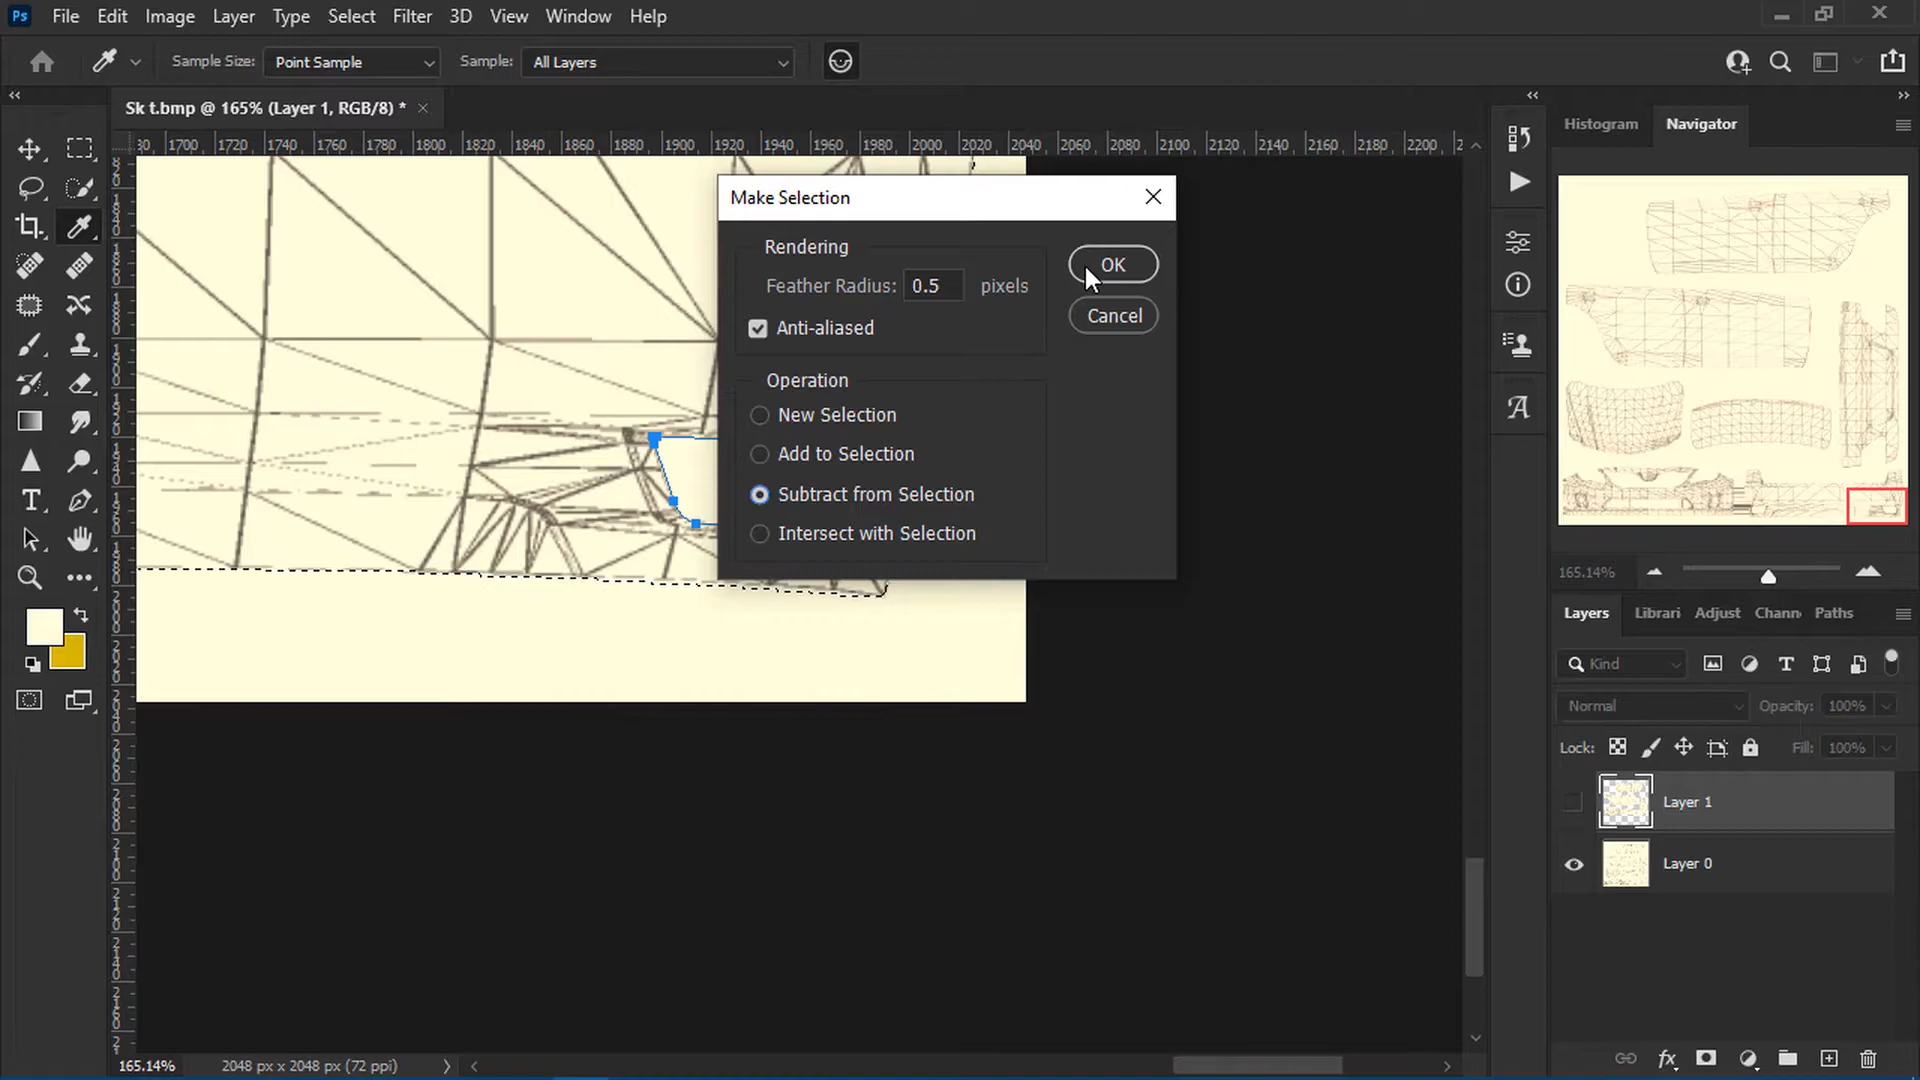 Ps File Edit Image Layer Type Select Filter 3D View Window Help
Sample Size: Point Sample Sample: All Layers
Sk t.bmp @ 165% (Layer 1, RGB/8) *
Histogram Navigator
1700 1720 1740 1760 1780 1800 1820 1840 1860 1880 1900 1920 1940 1960 1980 2000 2020 2040 2060 2080 2100 2120 2140 2160 2180 2200
Make Selection
Rendering
OK
Feather Radius: 0.5 pixels
Cancel
Anti-aliased
Operation
New Selection
Add to Selection
Subtract from Selection
Intersect with Selection
165.14%
Layers Librari Adjust Chann Paths
Kind
Normal Opacity: 100%
Lock: Fill: 100%
Layer 1
Layer 0
165.14% 2048 px x 2048 px (72 ppi)